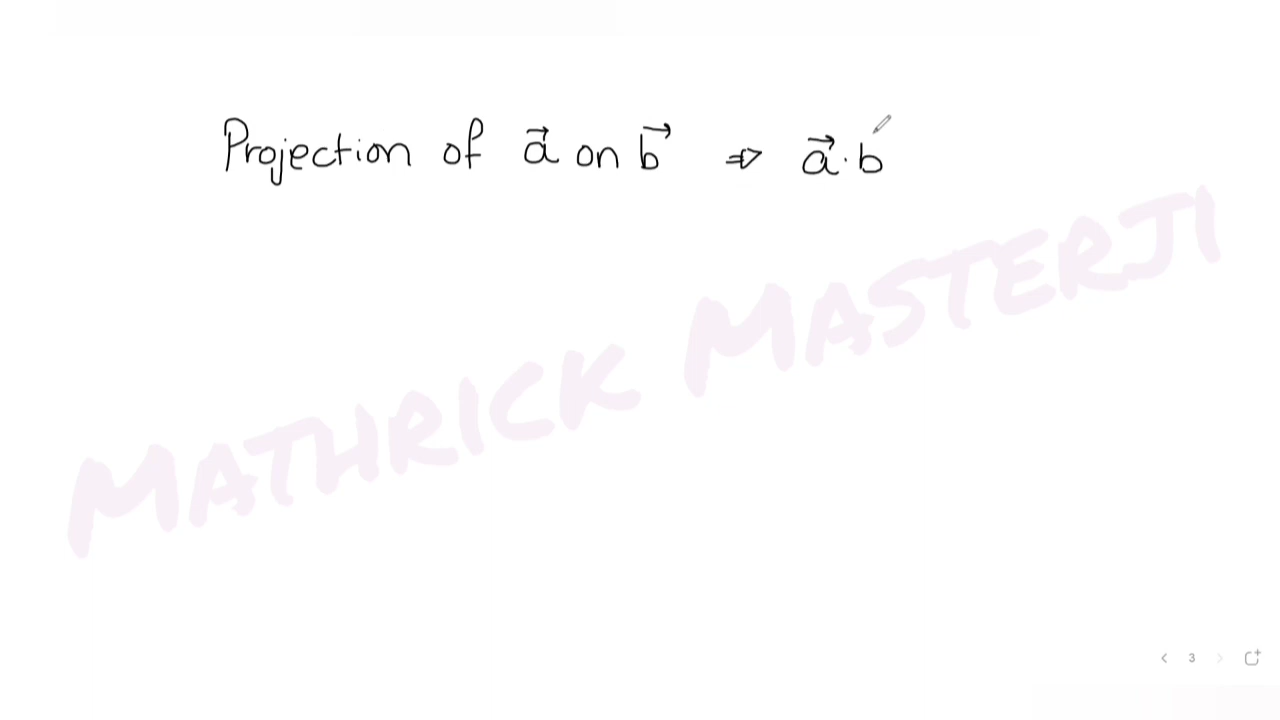 Projection of a⃗ on b⃗ ⇒ a⃗·b
MATHRICK MASTERJI
3